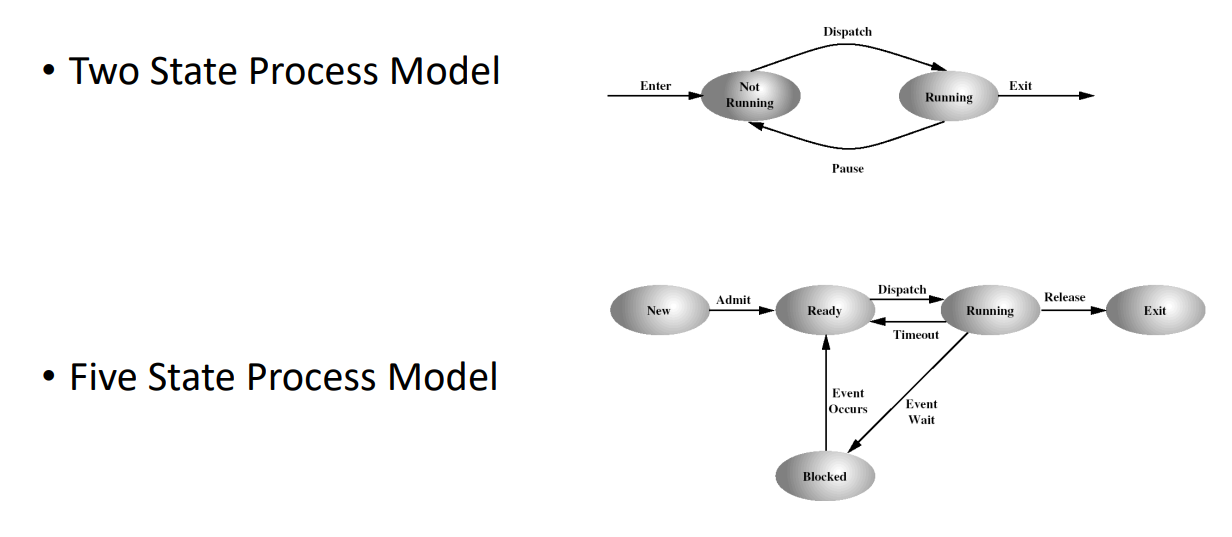 • Two State Process Model
Dispatch
Enter
Not
Running
Running
Exit
Pause
• Five State Process Model
New
Admit
Ready
Dispatch
Timeout
Running
Release
Exit
Event
Occurs
Event
Wait
Blocked